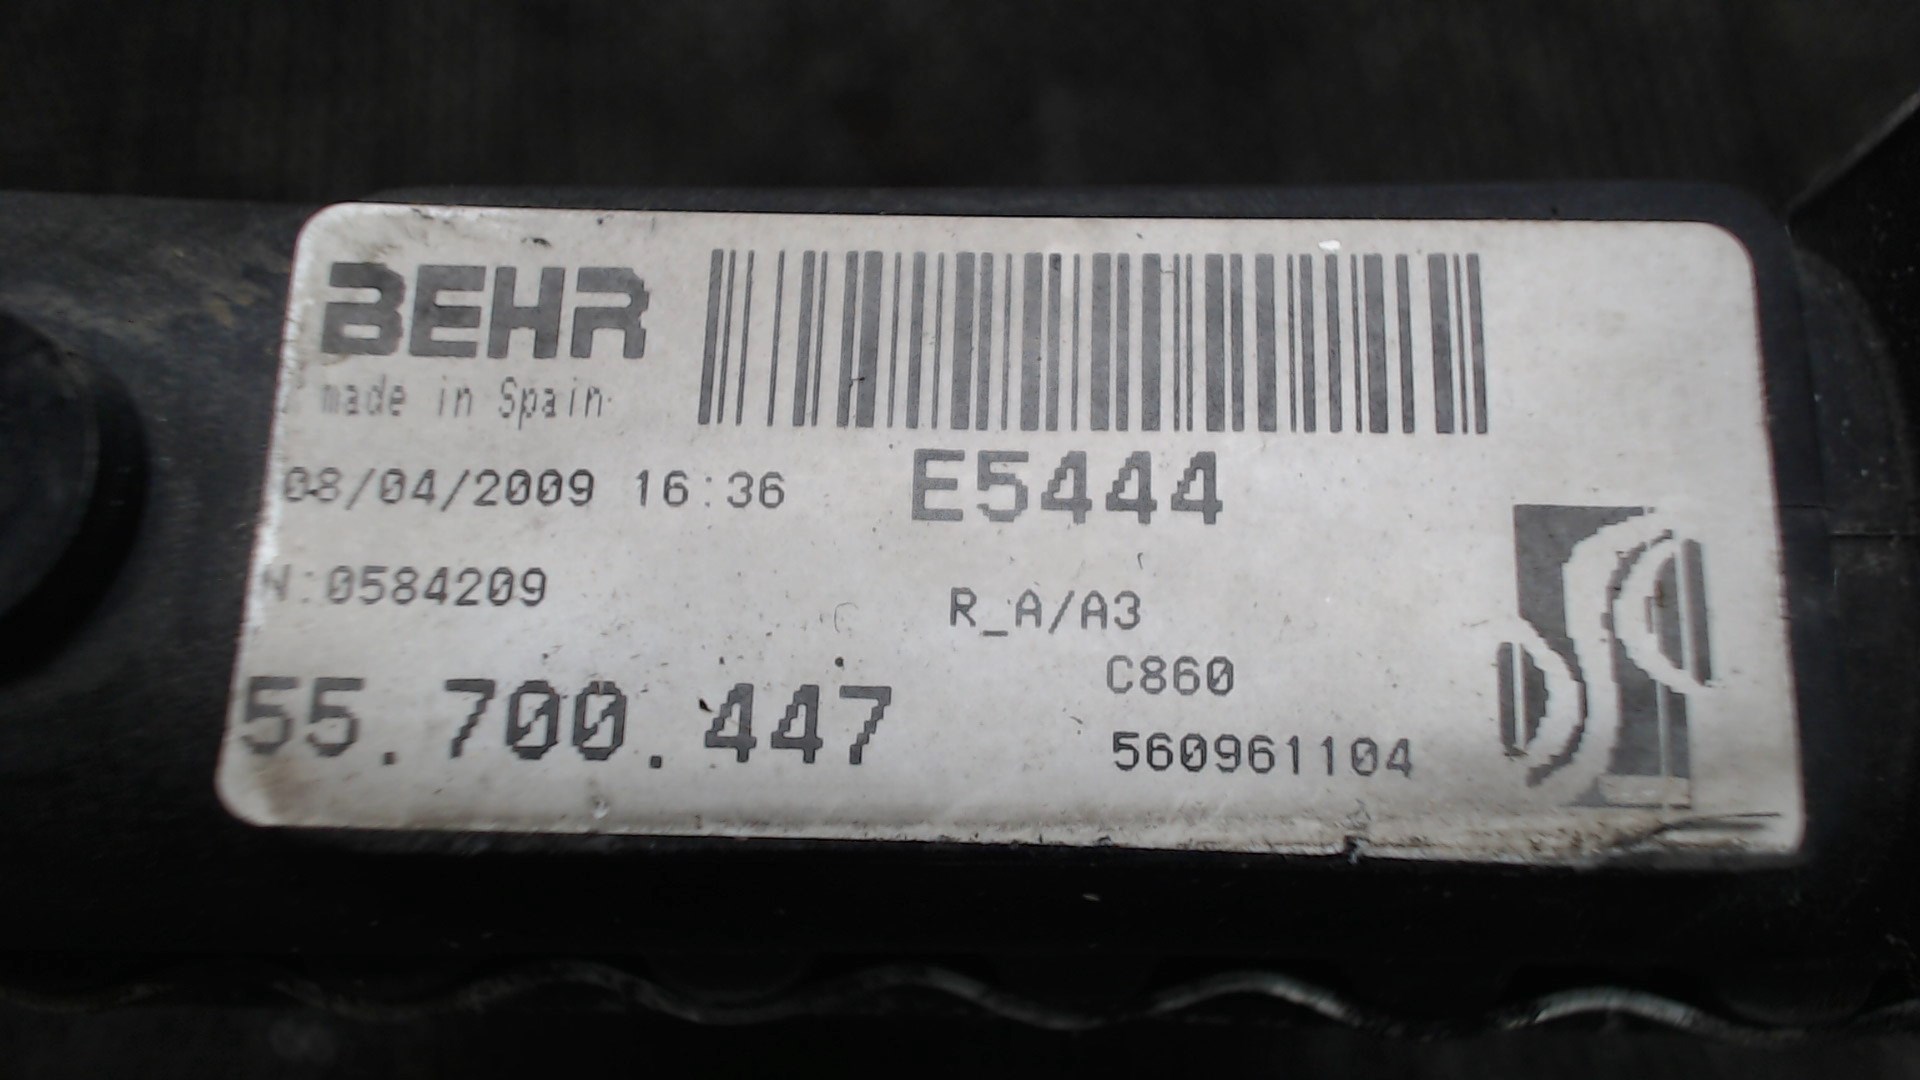 BEHR
made in Spain
08/04/2009 16:36 E5444
N:0584209
R_A/A3
C860
55.700.447
560961104